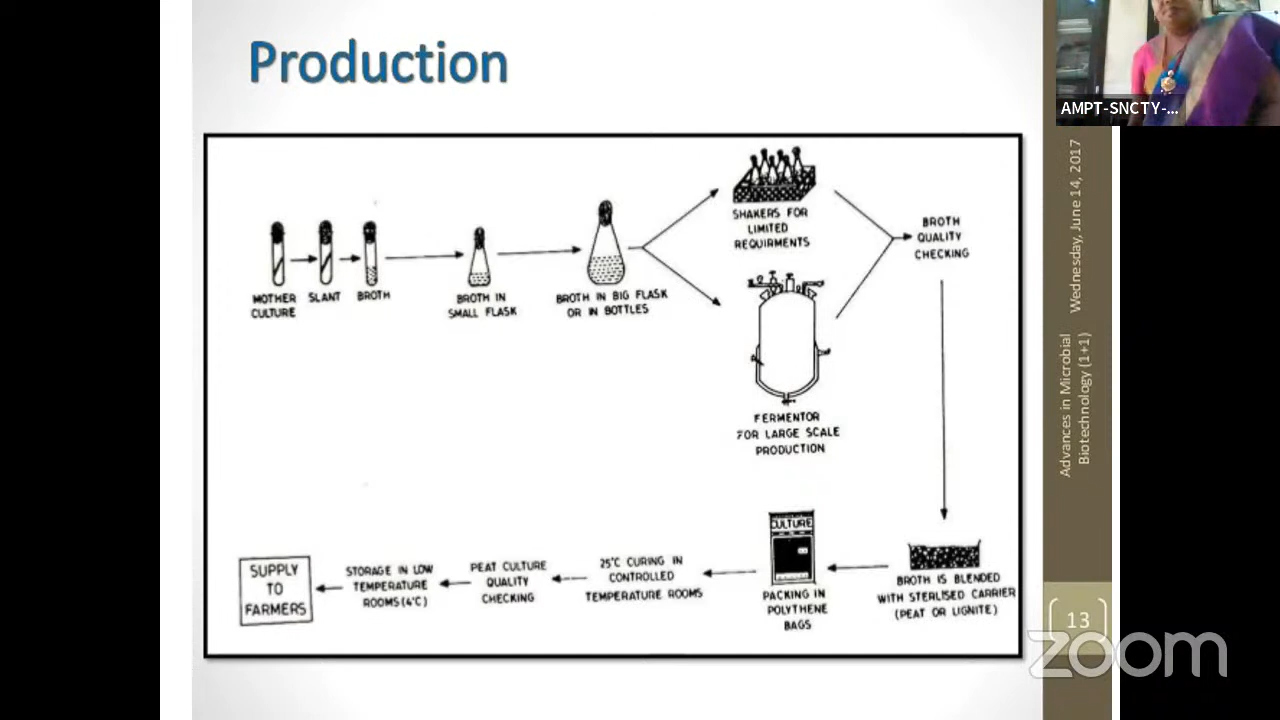 Production
AMPT-SNCTY-...
MOTHER
CULTURE
SLANT
BROTH
BROTH IN
SMALL FLASK
BROTH IN BIG FLASK
OR IN BOTTLES
SHAKERS FOR
LIMITED
REQUIRMENTS
FERMENTOR
FOR LARGE SCALE
PRODUCTION
BROTH
QUALITY
CHECKING
BROTH IS BLENDED
WITH STERILISED CARRIER
(PEAT OR LIGNITE)
CULTURE
PACKING IN
POLYTHENE
BAGS
25°C CURING IN
CONTROLLED
TEMPERATURE ROOMS
PEAT CULTURE
QUALITY
CHECKING
STORAGE IN LOW
TEMPERATURE
ROOMS (4°C)
SUPPLY
TO
FARMERS
Wednesday, June 14, 2017
Advances in Microbial
Biotechnology (1+1)
13
zoom